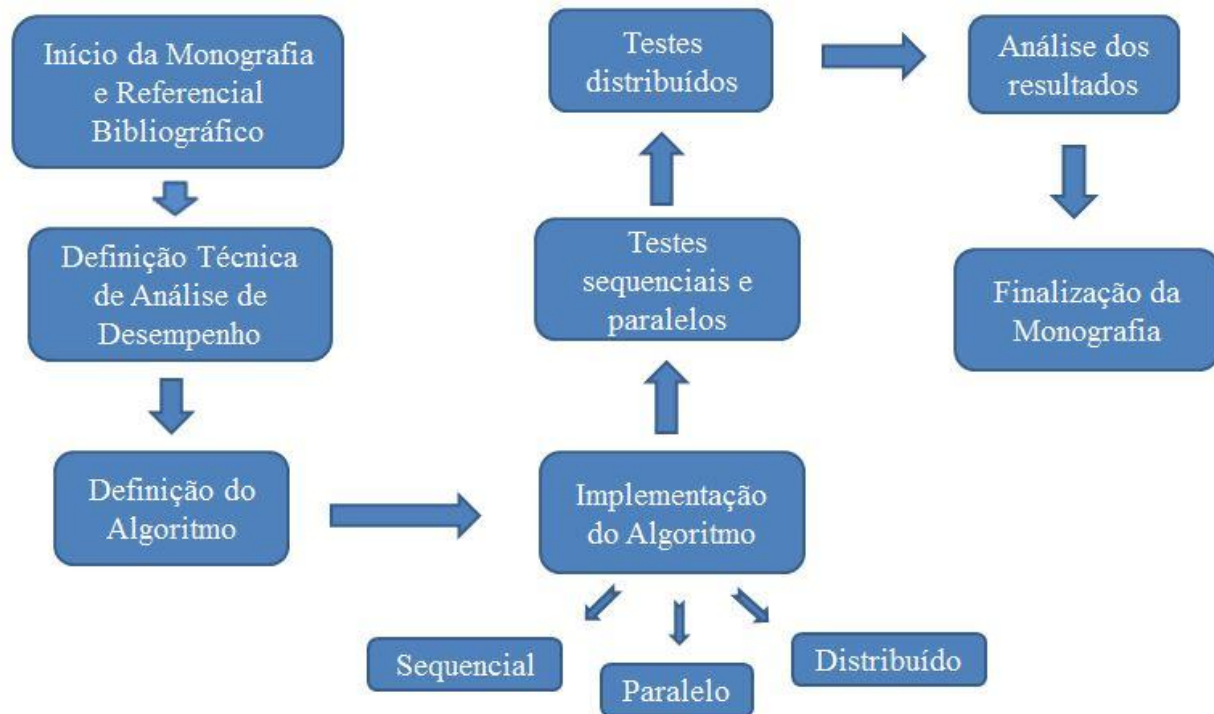 Início da Monografia
e Referencial
Bibliográfico
Definição Técnica
de Análise de
Desempenho
Definição do
Algoritmo
Implementação
do Algoritmo
Sequencial
Paralelo
Distribuído
Testes
sequenciais e
paralelos
Testes
distribuídos
Análise dos
resultados
Finalização da
Monografia